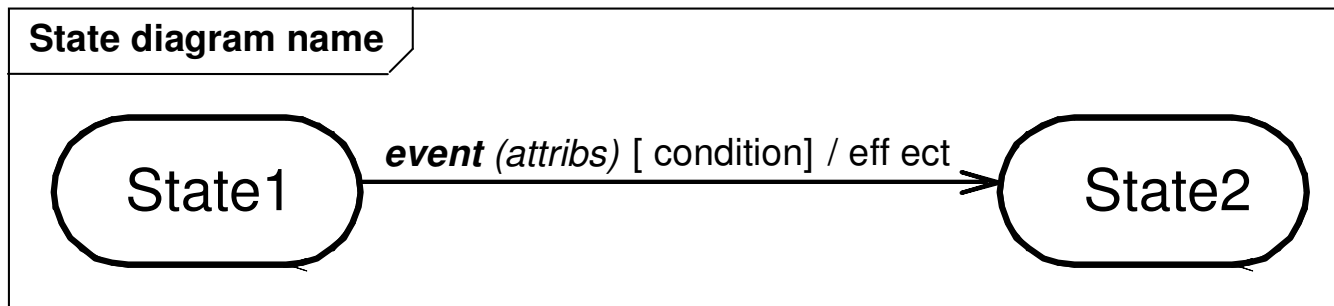 State diagram name
event (attribs) [ condition] / eff ect
State1
State2